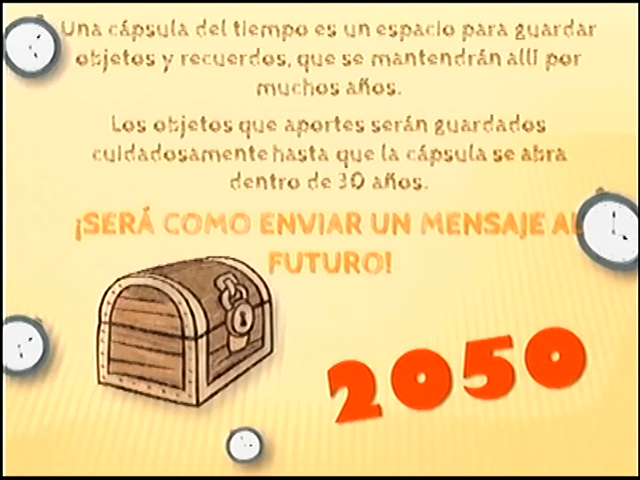 Una cápsula del tiempo es un espacio para guardar
objetos y recuerdos, que se mantendrán allí por
muchos años.
Los objetos que aportes serán guardados
cuidadosamente hasta que la cápsula se abra
dentro de 30 años.
¡SERÁ COMO ENVIAR UN MENSAJE AL
FUTURO!
2050